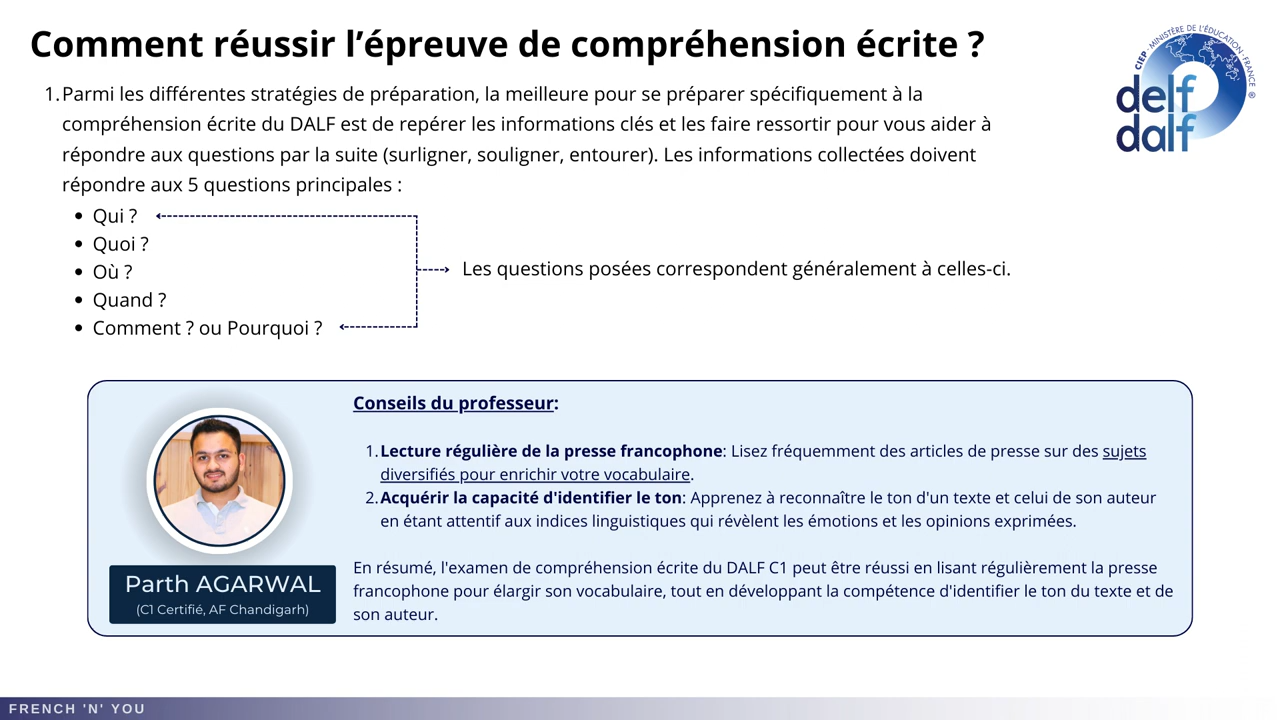 Comment réussir l’épreuve de compréhension écrite ?
CIEP - MINISTÈRE DE L'ÉDUCATION - FRANCE ®
delf
dalf
1. Parmi les différentes stratégies de préparation, la meilleure pour se préparer spécifiquement à la
compréhension écrite du DALF est de repérer les informations clés et les faire ressortir pour vous aider à
répondre aux questions par la suite (surligner, souligner, entourer). Les informations collectées doivent
répondre aux 5 questions principales :
• Qui ?
• Quoi ?
• Où ?
• Quand ?
• Comment ? ou Pourquoi ?
Les questions posées correspondent généralement à celles-ci.
Conseils du professeur:
1. Lecture régulière de la presse francophone: Lisez fréquemment des articles de presse sur des sujets
diversifiés pour enrichir votre vocabulaire.
2. Acquérir la capacité d'identifier le ton: Apprenez à reconnaître le ton d'un texte et celui de son auteur
en étant attentif aux indices linguistiques qui révèlent les émotions et les opinions exprimées.
En résumé, l'examen de compréhension écrite du DALF C1 peut être réussi en lisant régulièrement la presse
francophone pour élargir son vocabulaire, tout en développant la compétence d'identifier le ton du texte et de
son auteur.
Parth AGARWAL
(C1 Certifié, AF Chandigarh)
FRENCH 'N' YOU